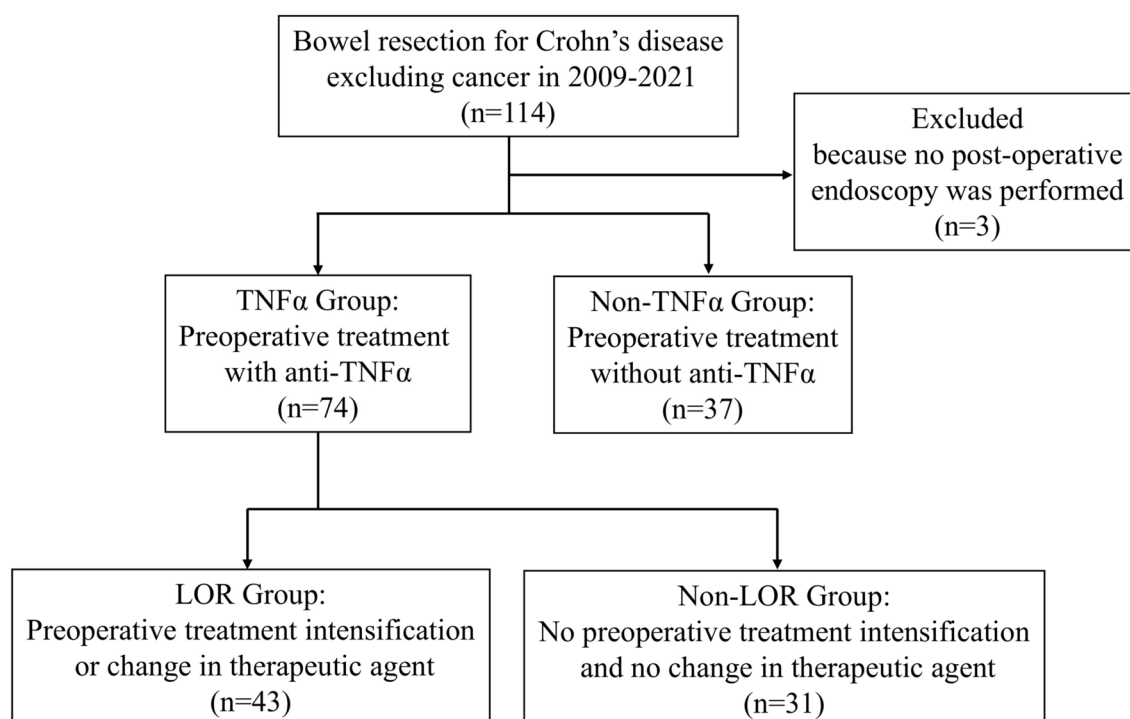 Bowel resection for Crohn’s disease
excluding cancer in 2009-2021
(n=114)
Excluded
because no post-operative
endoscopy was performed
(n=3)
TNFα Group:
Preoperative treatment
with anti-TNFα
(n=74)
Non-TNFα Group:
Preoperative treatment
without anti-TNFα
(n=37)
LOR Group:
Preoperative treatment intensification
or change in therapeutic agent
(n=43)
Non-LOR Group:
No preoperative treatment intensification
and no change in therapeutic agent
(n=31)